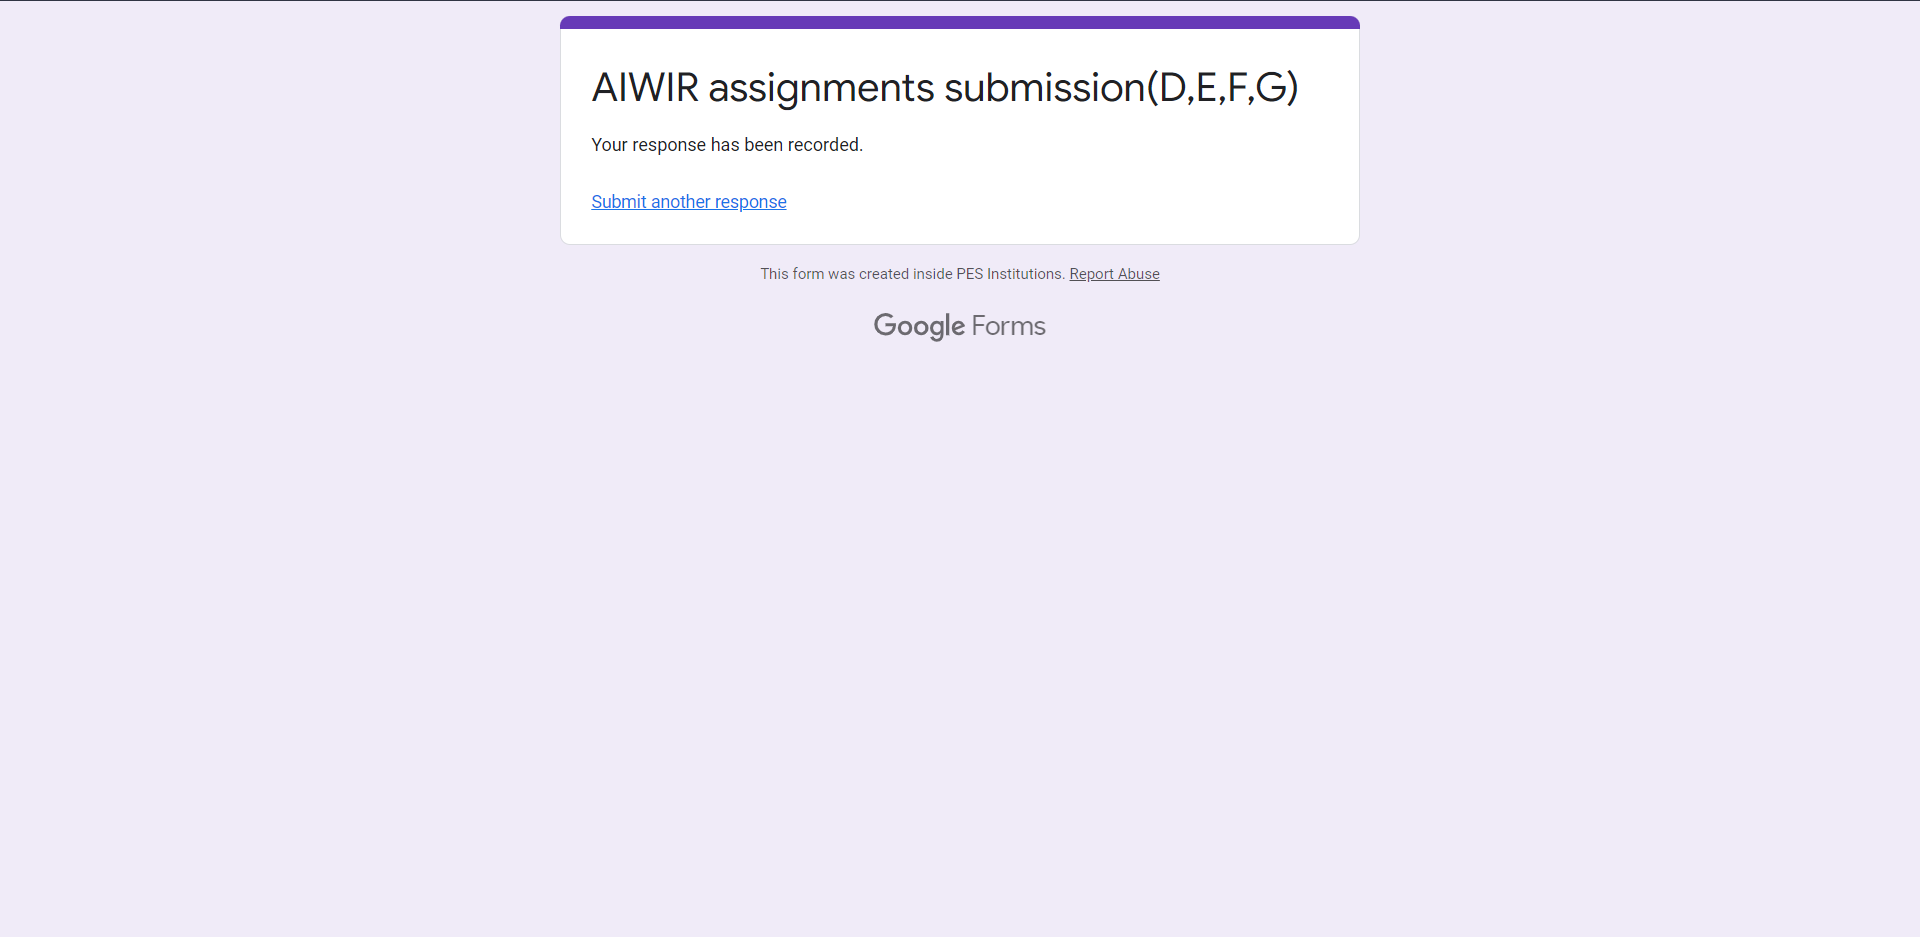 AIWIR assignments submission(D,E,F,G)
Your response has been recorded.
Submit another response
This form was created inside PES Institutions. Report Abuse
Google Forms